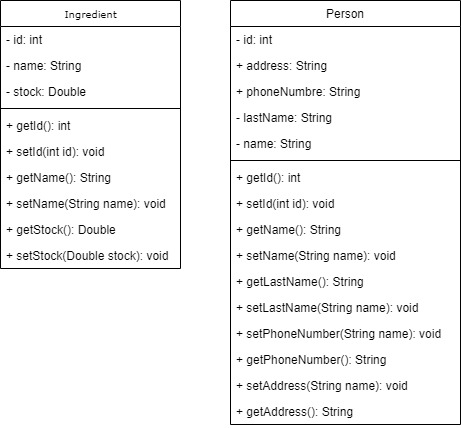 Ingredient
- id: int
- name: String
- stock: Double
+ getId(): int
+ setId(int id): void
+ getName(): String
+ setName(String name): void
+ getStock(): Double
+ setStock(Double stock): void
Person
- id: int
+ address: String
+ phoneNumbre: String
- lastName: String
- name: String
+ getId(): int
+ setId(int id): void
+ getName(): String
+ setName(String name): void
+ getLastName(): String
+ setLastName(String name): void
+ setPhoneNumber(String name): void
+ getPhoneNumber(): String
+ setAddress(String name): void
+ getAddress(): String